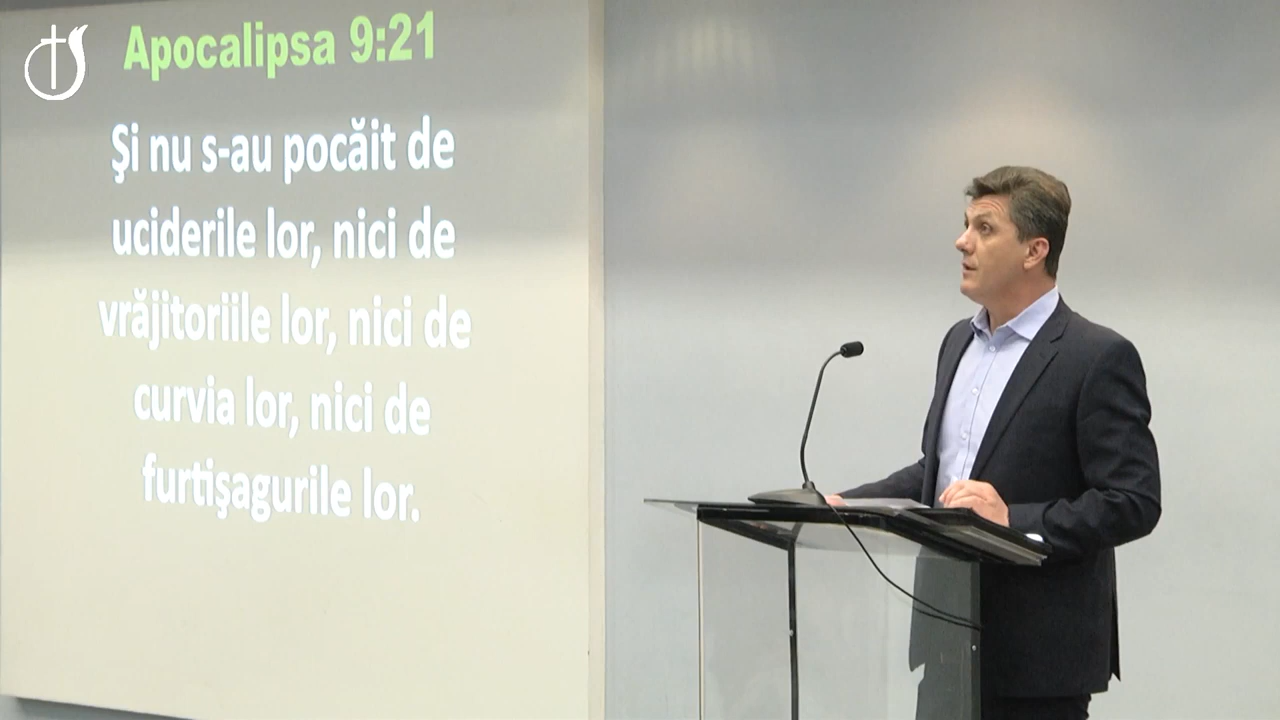 Apocalipsa 9:21
Şi nu s-au pocăit de
uciderile lor, nici de
vrăjitoriile lor, nici de
curvia lor, nici de
furtişagurile lor.